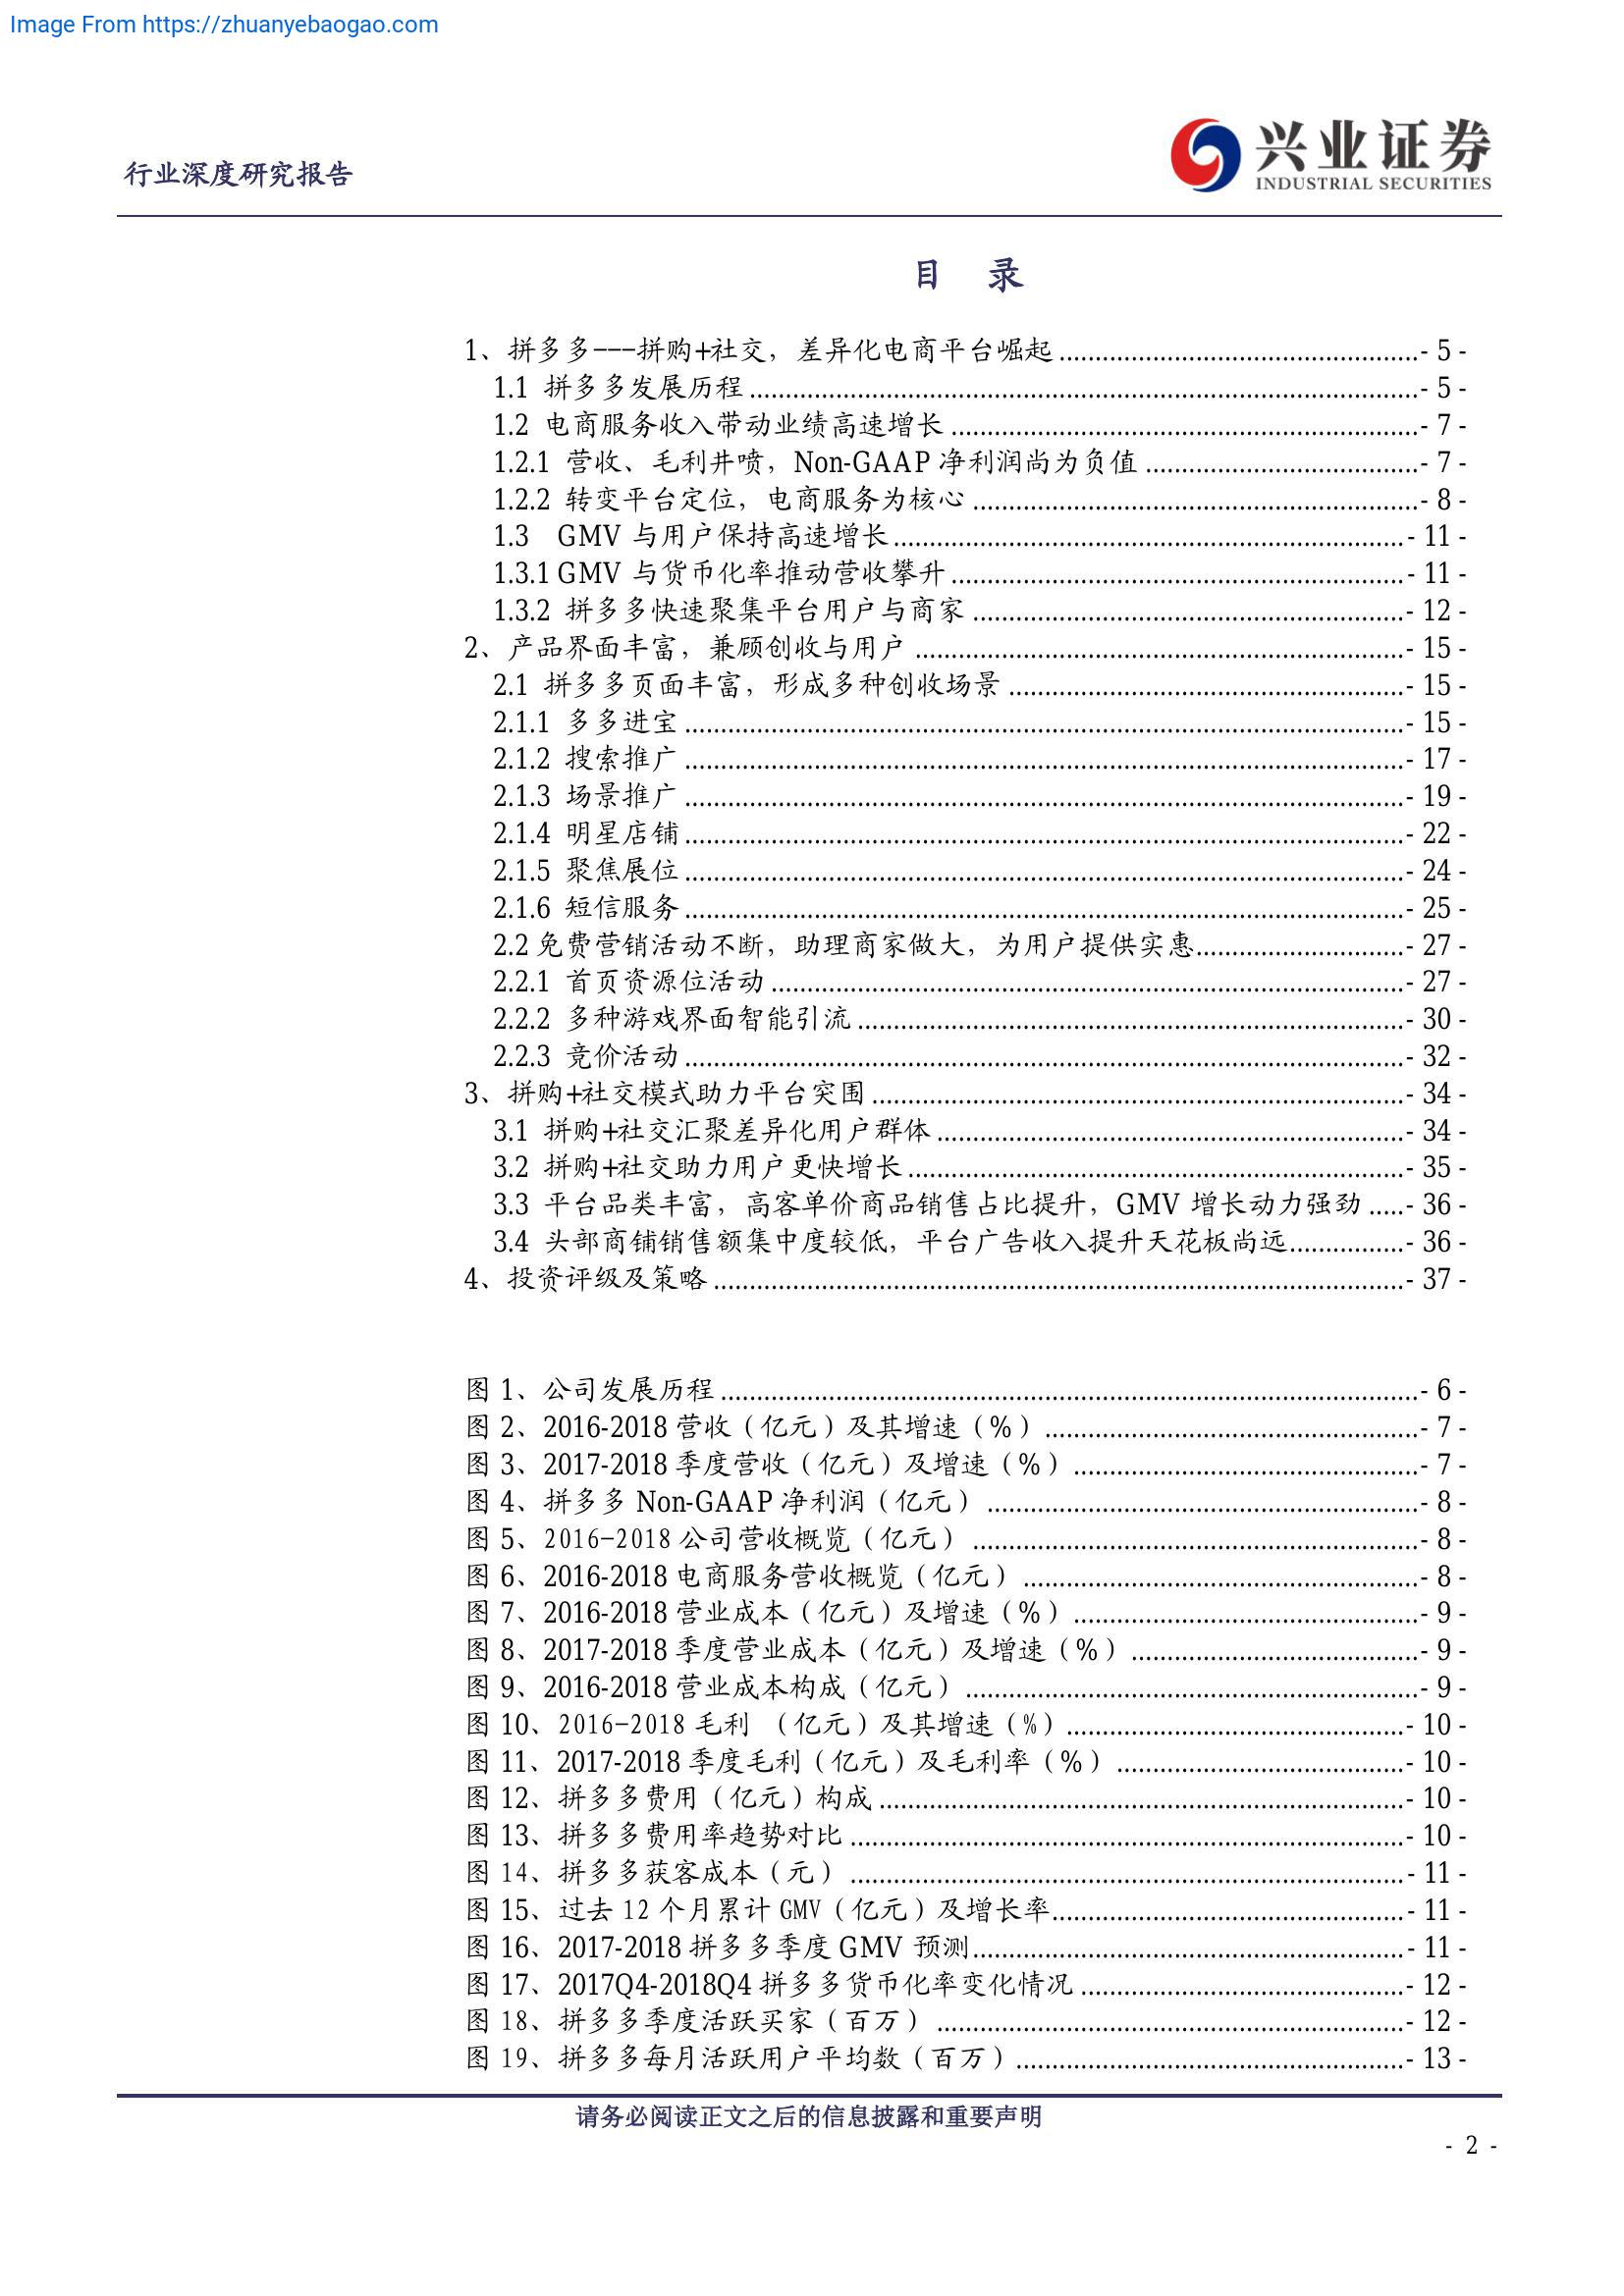 Image From https://zhuanyebaogao.com
行业深度研究报告
兴业证券
INDUSTRIAL SECURITIES
目 录
1、拼多多---拼购+社交，差异化电商平台崛起........................................- 5 -
1.1 拼多多发展历程........................................- 5 -
1.2 电商服务收入带动业绩高速增长........................................- 7 -
1.2.1 营收、毛利井喷，Non-GAAP 净利润尚为负值........................................- 7 -
1.2.2 转变平台定位，电商服务为核心........................................- 8 -
1.3 GMV 与用户保持高速增长........................................- 11 -
1.3.1 GMV 与货币化率推动营收攀升........................................- 11 -
1.3.2 拼多多快速聚集平台用户与商家........................................- 12 -
2、产品界面丰富，兼顾创收与用户........................................- 15 -
2.1 拼多多页面丰富，形成多种创收场景........................................- 15 -
2.1.1 多多进宝........................................- 15 -
2.1.2 搜索推广........................................- 17 -
2.1.3 场景推广........................................- 19 -
2.1.4 明星店铺........................................- 22 -
2.1.5 聚焦展位........................................- 24 -
2.1.6 短信服务........................................- 25 -
2.2 免费营销活动不断，助理商家做大，为用户提供实惠........................................- 27 -
2.2.1 首页资源位活动........................................- 27 -
2.2.2 多种游戏界面智能引流........................................- 30 -
2.2.3 竞价活动........................................- 32 -
3、拼购+社交模式助力平台突围........................................- 34 -
3.1 拼购+社交汇聚差异化用户群体........................................- 34 -
3.2 拼购+社交助力用户更快增长........................................- 35 -
3.3 平台品类丰富，高客单价商品销售占比提升，GMV 增长动力强劲.....- 36 -
3.4 头部商铺销售额集中度较低，平台广告收入提升天花板尚远................- 36 -
4、投资评级及策略........................................- 37 -
图 1、公司发展历程........................................- 6 -
图 2、2016-2018 营收（亿元）及其增速（%）........................................- 7 -
图 3、2017-2018 季度营收（亿元）及增速（%）........................................- 7 -
图 4、拼多多 Non-GAAP 净利润（亿元）........................................- 8 -
图 5、2016-2018 公司营收概览（亿元）........................................- 8 -
图 6、2016-2018 电商服务营收概览（亿元）........................................- 8 -
图 7、2016-2018 营业成本（亿元）及增速（%）........................................- 9 -
图 8、2017-2018 季度营业成本（亿元）及增速（%）........................................- 9 -
图 9、2016-2018 营业成本构成（亿元）........................................- 9 -
图 10、2016-2018 毛利 （亿元）及其增速（%）........................................- 10 -
图 11、2017-2018 季度毛利（亿元）及毛利率（%）........................................- 10 -
图 12、拼多多费用（亿元）构成........................................- 10 -
图 13、拼多多费用率趋势对比........................................- 10 -
图 14、拼多多获客成本（元）........................................- 11 -
图 15、过去 12 个月累计 GMV（亿元）及增长率........................................- 11 -
图 16、2017-2018 拼多多季度 GMV 预测........................................- 11 -
图 17、2017Q4-2018Q4 拼多多货币化率变化情况........................................- 12 -
图 18、拼多多季度活跃买家（百万）........................................- 12 -
图 19、拼多多每月活跃用户平均数（百万）........................................- 13 -
请务必阅读正文之后的信息披露和重要声明
- 2 -